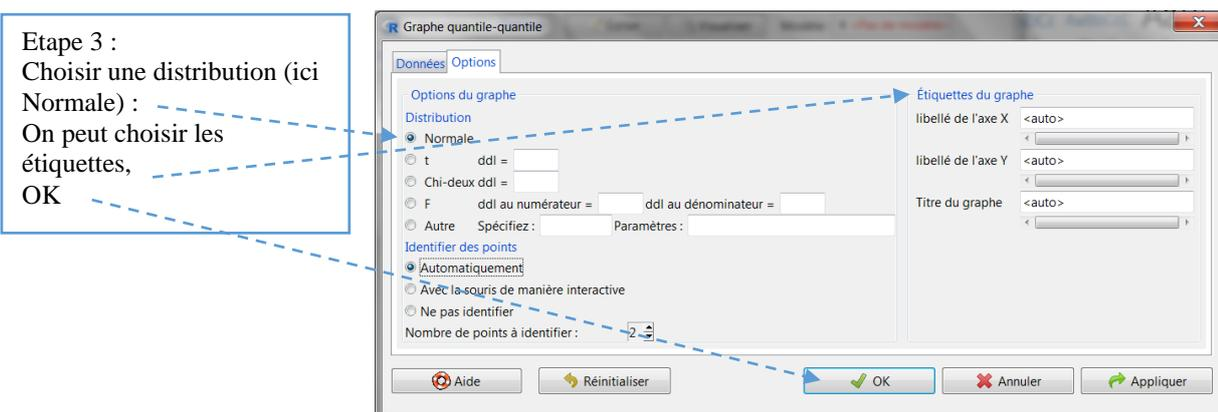 Etape 3 :
Choisir une distribution (ici
Normale) :
On peut choisir les
étiquettes,
OK
R Graphe quantile-quantile
Données Options
Options du graphe
Distribution
Normale
t ddl =
Chi-deux ddl =
F ddl au numérateur = ddl au dénominateur =
Autre Spécifiez : Paramètres :
Identifier des points
Automatiquement
Avec la souris de manière interactive
Ne pas identifier
Nombre de points à identifier : 2
Étiquettes du graphe
libellé de l'axe X <auto>
libellé de l'axe Y <auto>
Titre du graphe <auto>
Aide Réinitialiser OK Annuler Appliquer